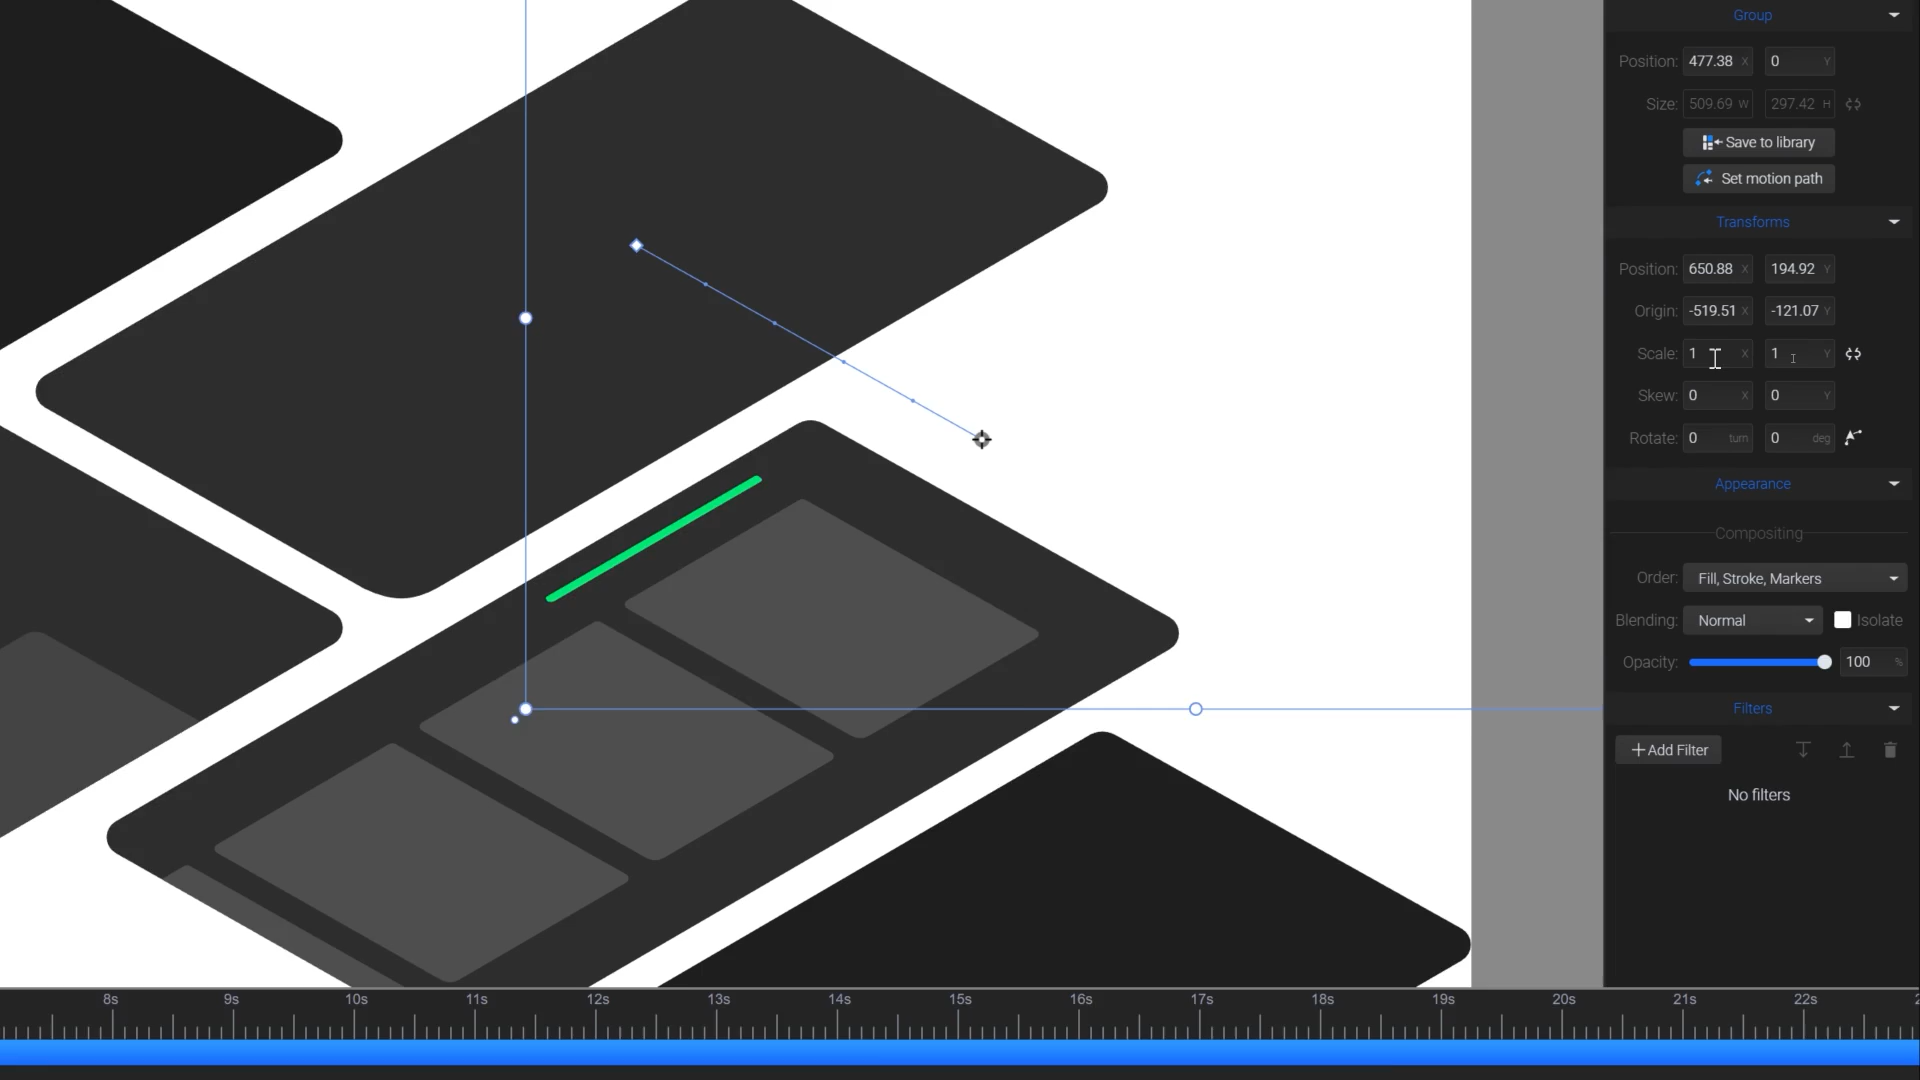 Group
Position: 477.38 X 0 Y
Size: 509.69 W 297.42 H
Save to library
Set motion path
Transforms
Position: 650.88 X 194.92 Y
Origin: -519.51 X -121.07 Y
Scale: 1 X 1 Y
Skew: 0 X 0 Y
Rotate: 0 turn 0 deg
Appearance
Compositing
Order: Fill, Stroke, Markers
Blending: Normal Isolate
Opacity: 100 %
Filters
+ Add Filter
No filters
8s 9s 10s 11s 12s 13s 14s 15s 16s 17s 18s 19s 20s 21s 22s 2